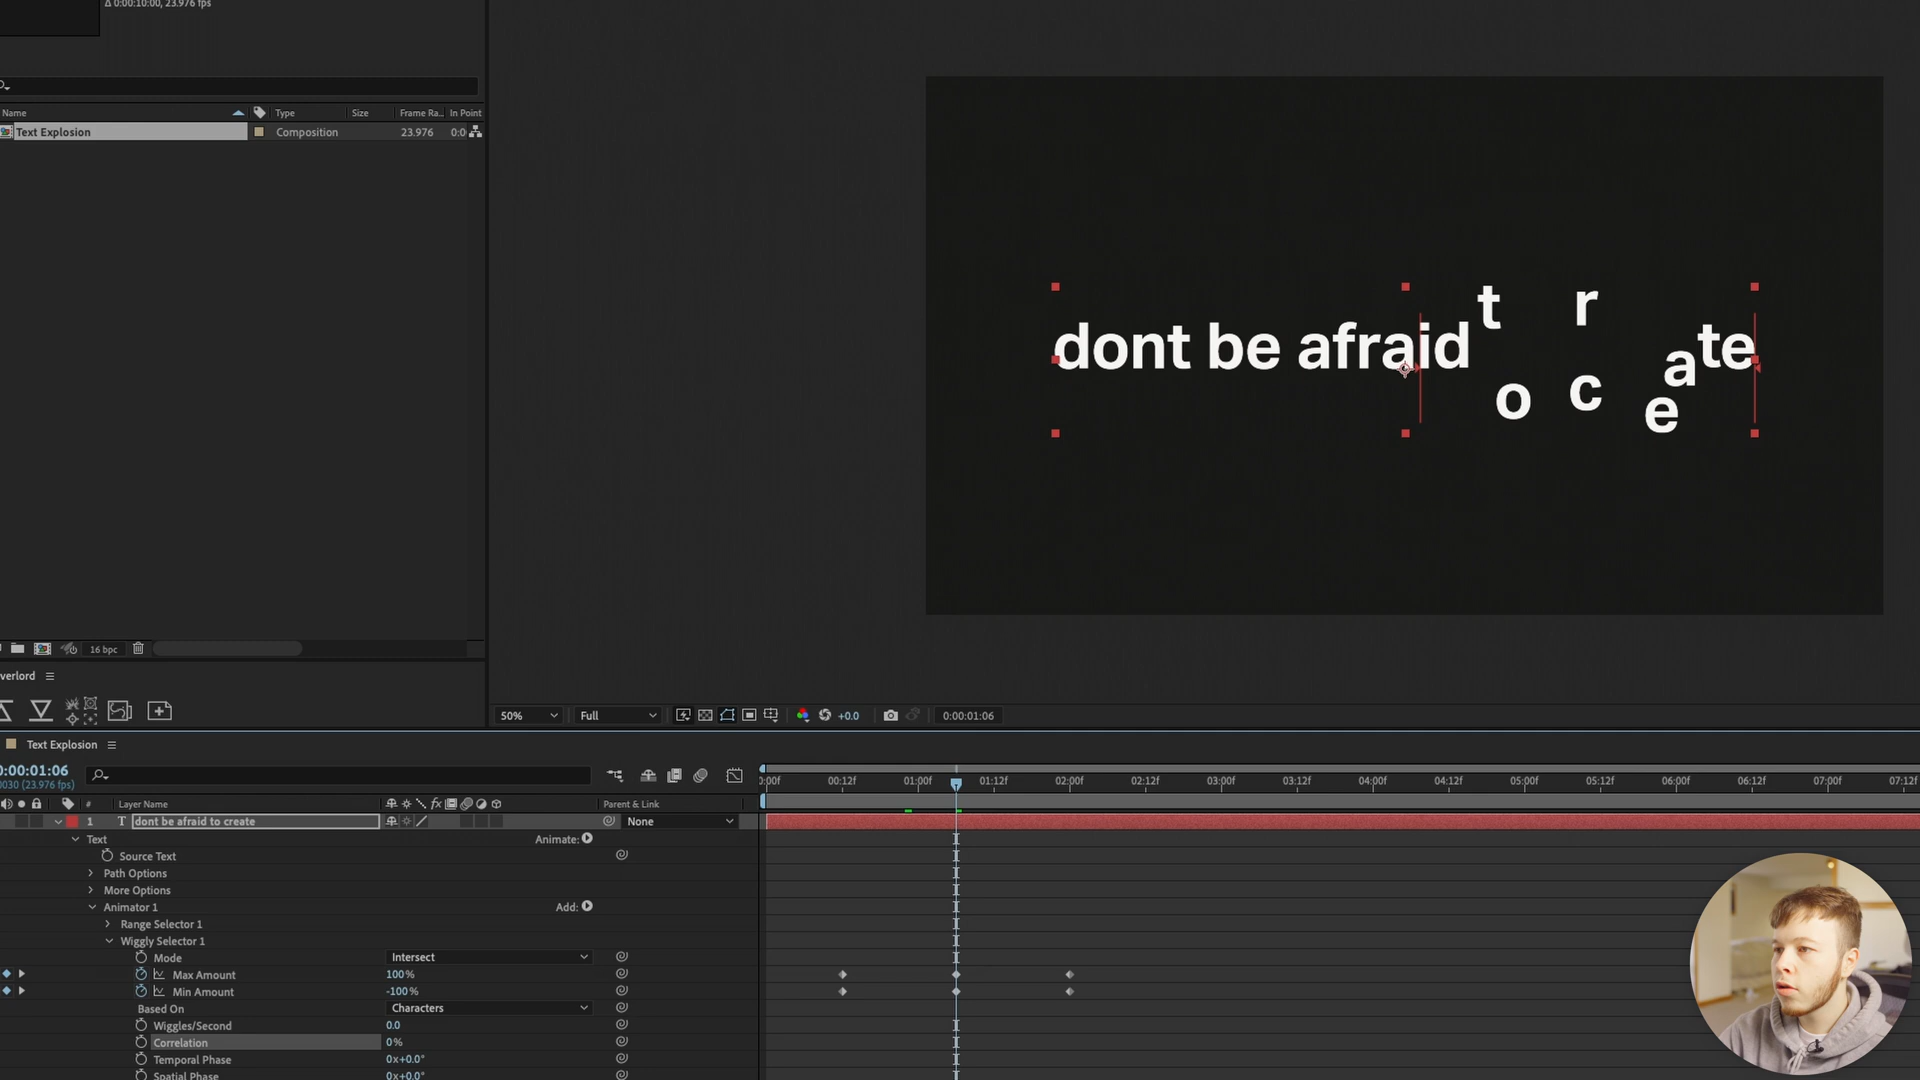 Δ 0:00:10:00, 23.976 fps
Name Type Size Frame Ra... In Point
Text Explosion Composition 23.976 0:0
dont be afraid t o c r e a te
16 bpc
verlord
50% Full +0.0 0:00:01:06
Text Explosion
0:00:01:06
0030 (23.976 fps)
0:00f 00:12f 01:00f 01:12f 02:00f 02:12f 03:00f 03:12f 04:00f 04:12f 05:00f 05:12f 06:00f 06:12f 07:00f 07:12f
# Layer Name fx Parent & Link
1 T dont be afraid to create None
Text Animate:
Source Text
Path Options
More Options
Animator 1 Add:
Range Selector 1
Wiggly Selector 1
Mode Intersect
Max Amount 100%
Min Amount -100%
Based On Characters
Wiggles/Second 0.0
Correlation 0%
Temporal Phase 0x+0.0°
Spatial Phase 0x+0.0°